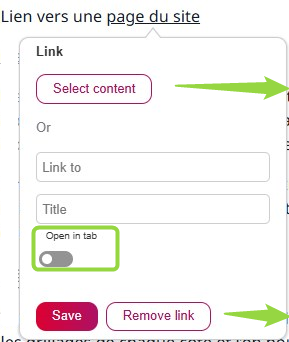 Lien vers une page du site
Link
Select content
Or
Link to
Title
Open in tab
Save
Remove link